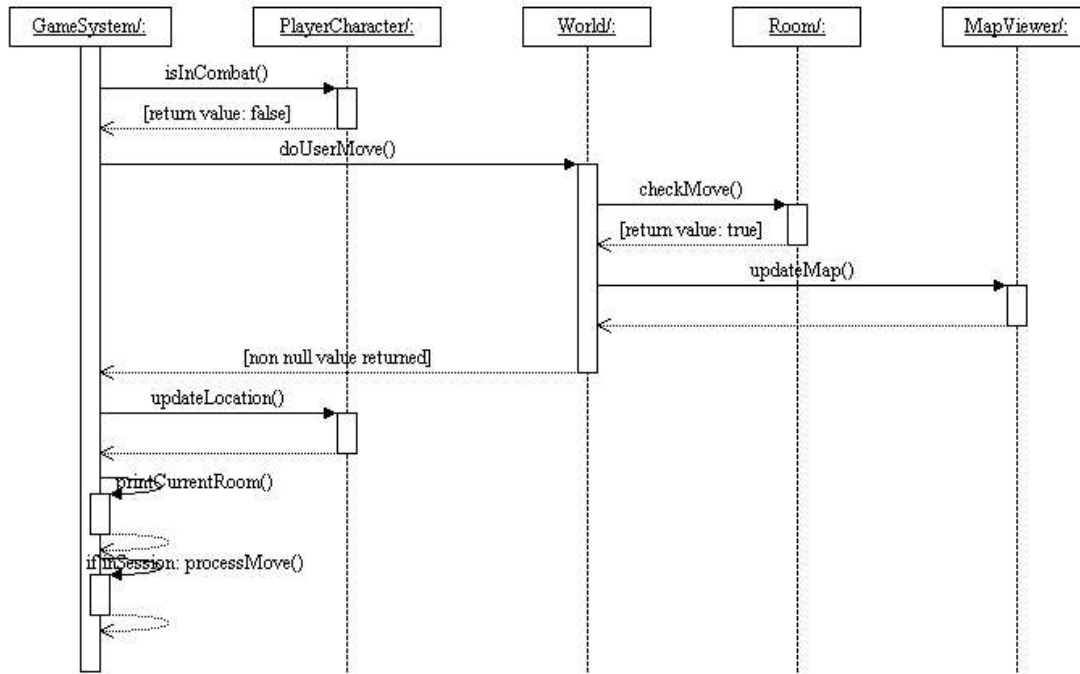 GameSystem/:
PlayerCharacter/:
World/:
Room/:
MapViewer/:
isInCombat()
[return value: false]
doUserMove()
checkMove()
[return value: true]
updateMap()
[non null value returned]
updateLocation()
printCurrentRoom()
if inSession: processMove()